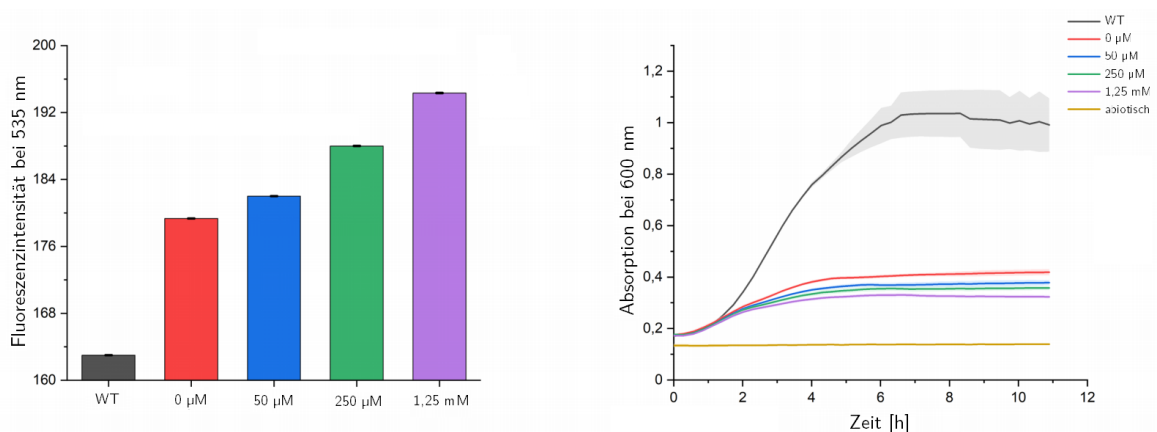 Fluoreszenzintensität bei 535 nm
200
192
184
176
168
160
WT
0 µM
50 µM
250 µM
1,25 mM
Absorption bei 600 nm
1,2
1
0,8
0,6
0,4
0,2
0
0
2
4
6
8
10
12
Zeit [h]
WT
0 µM
50 µM
250 µM
1,25 mM
abiotisch